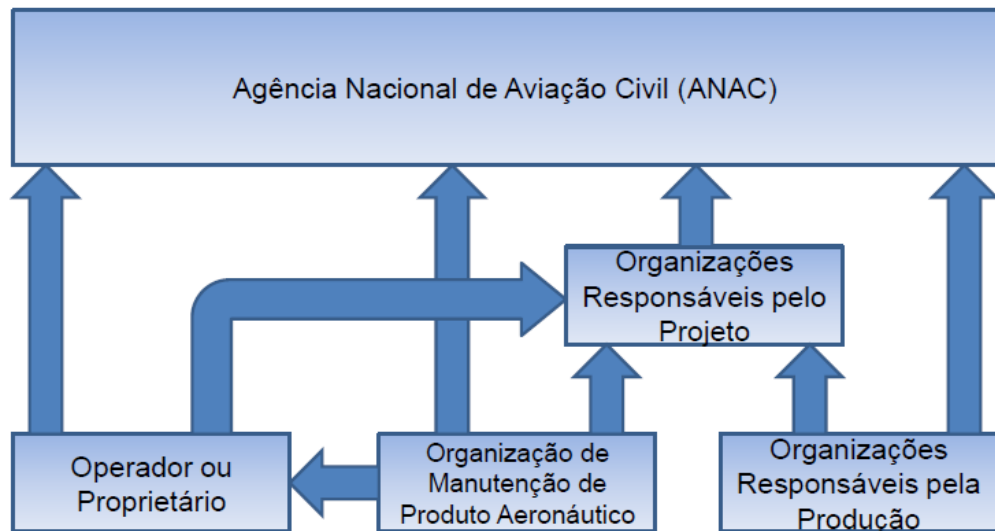 Agência Nacional de Aviação Civil (ANAC)
Organizações
Responsáveis pelo
Projeto
Operador ou
Proprietário
Organização de
Manutenção de
Produto Aeronáutico
Organizações
Responsáveis pela
Produção